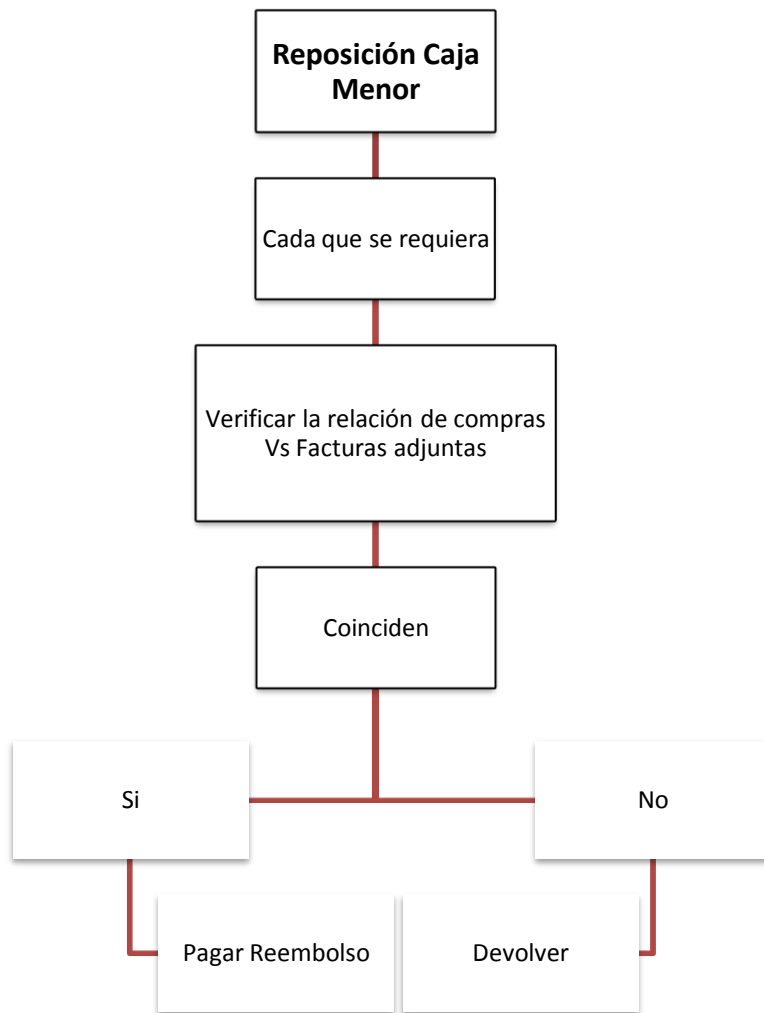 Reposición Caja
Menor
Cada que se requiera
Verificar la relación de compras
Vs Facturas adjuntas
Coinciden
Si
No
Pagar Reembolso
Devolver